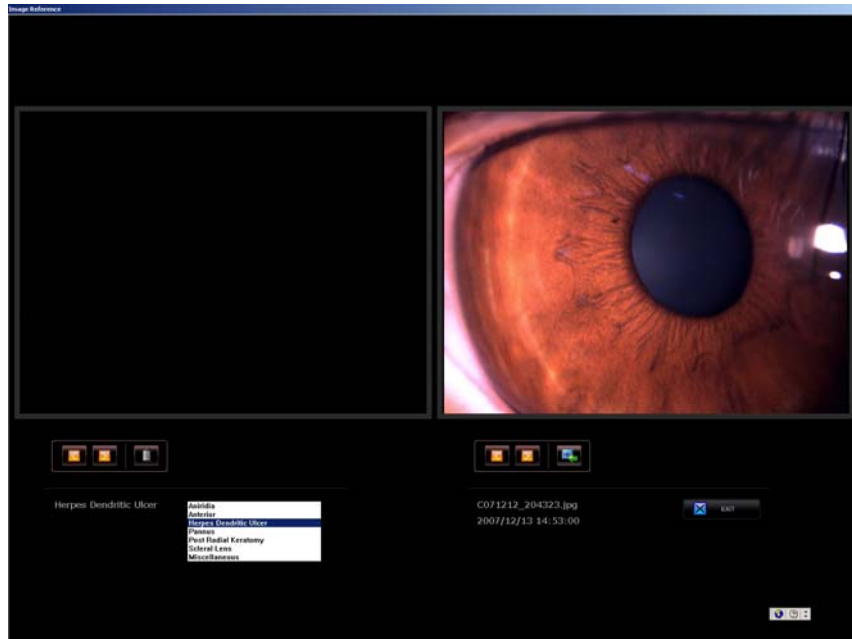 Image Reference
Herpes Dendritic Ulcer
Aniridia
Anterior
Herpes Dendritic Ulcer
Pannus
Post Radial Keratomy
Scleral Lens
Miscellanesus
C071212_204323.jpg
2007/12/13 14:53:00
EXIT